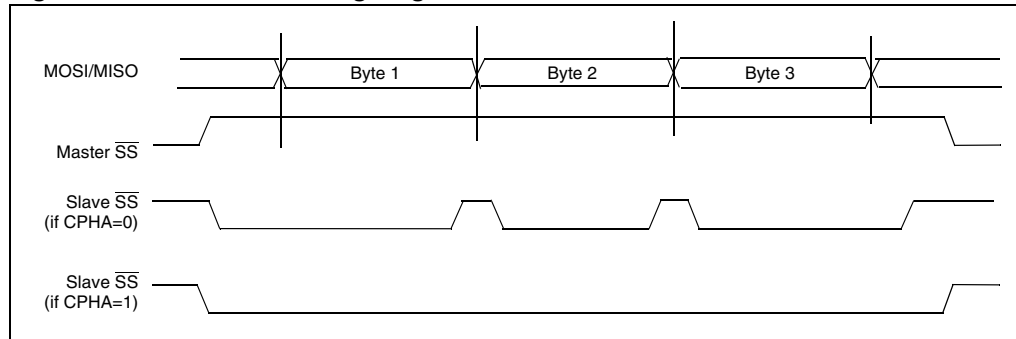 MOSI/MISO
Byte 1
Byte 2
Byte 3
Master SS
Slave SS
(if CPHA=0)
Slave SS
(if CPHA=1)